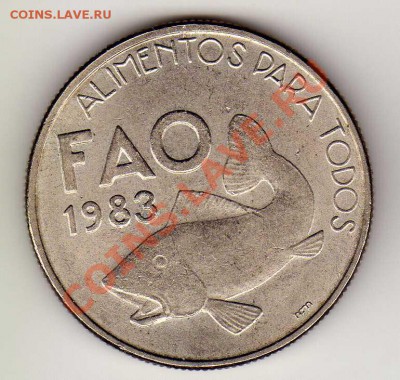 COINS.LAVE.RU
ALIMENTOS PARA TODOS
FAO
1983
COINS.LAVE.RU